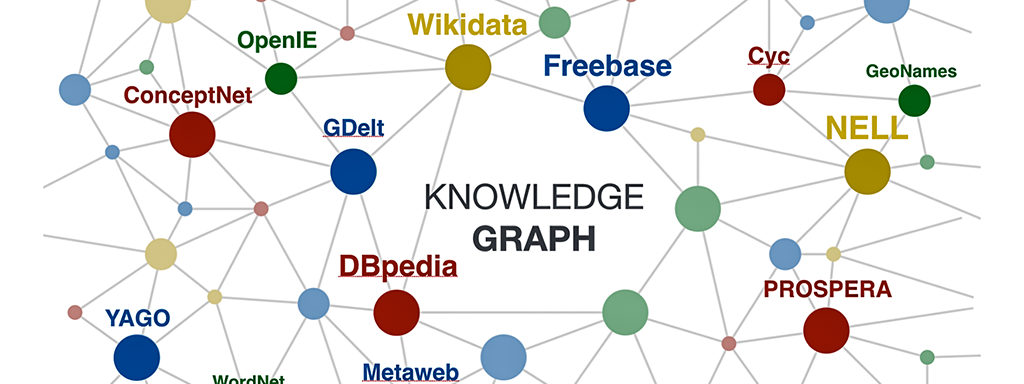 Wikidata
OpenIE
Freebase
Cyc
GeoNames
ConceptNet
GDelt
NELL
KNOWLEDGE
GRAPH
DBpedia
PROSPERA
YAGO
Metaweb
WordNet